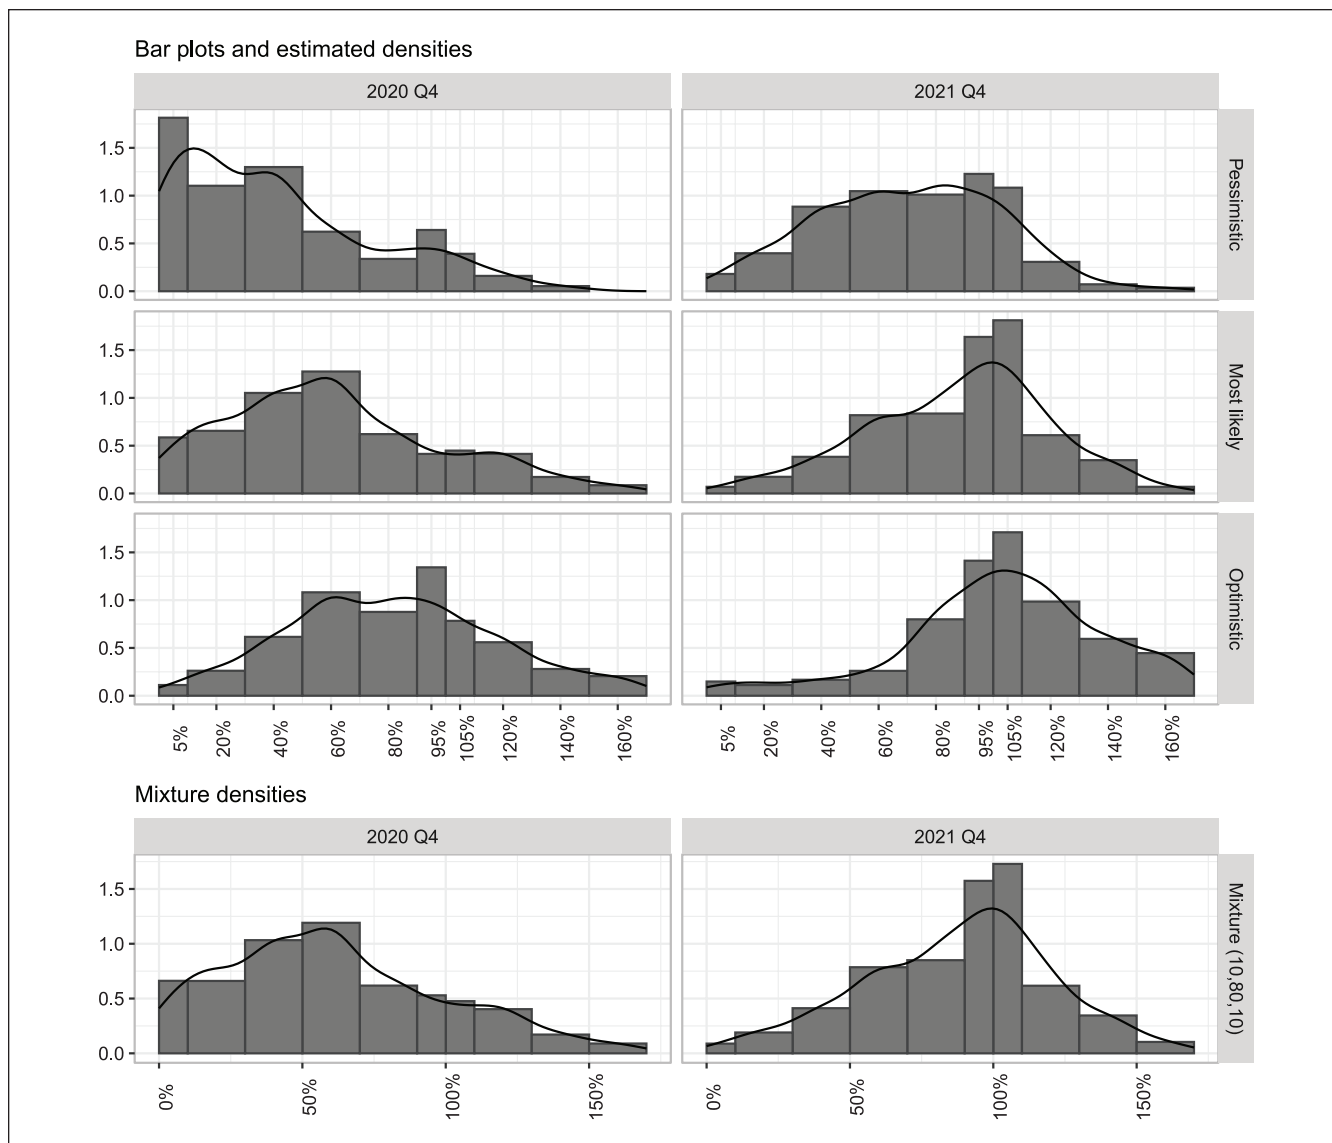 Bar plots and estimated densities
2020 Q4 2021 Q4
1.5
1.0
0.5
0.0
Pessimistic
1.5
1.0
0.5
0.0
Most likely
1.5
1.0
0.5
0.0
Optimistic
5% 20% 40% 60% 80% 95% 105% 120% 140% 160% 5% 20% 40% 60% 80% 95% 105% 120% 140% 160%
Mixture densities
2020 Q4 2021 Q4
1.5
1.0
0.5
0.0
Mixture (10,80,10)
0% 50% 100% 150% 0% 50% 100% 150%